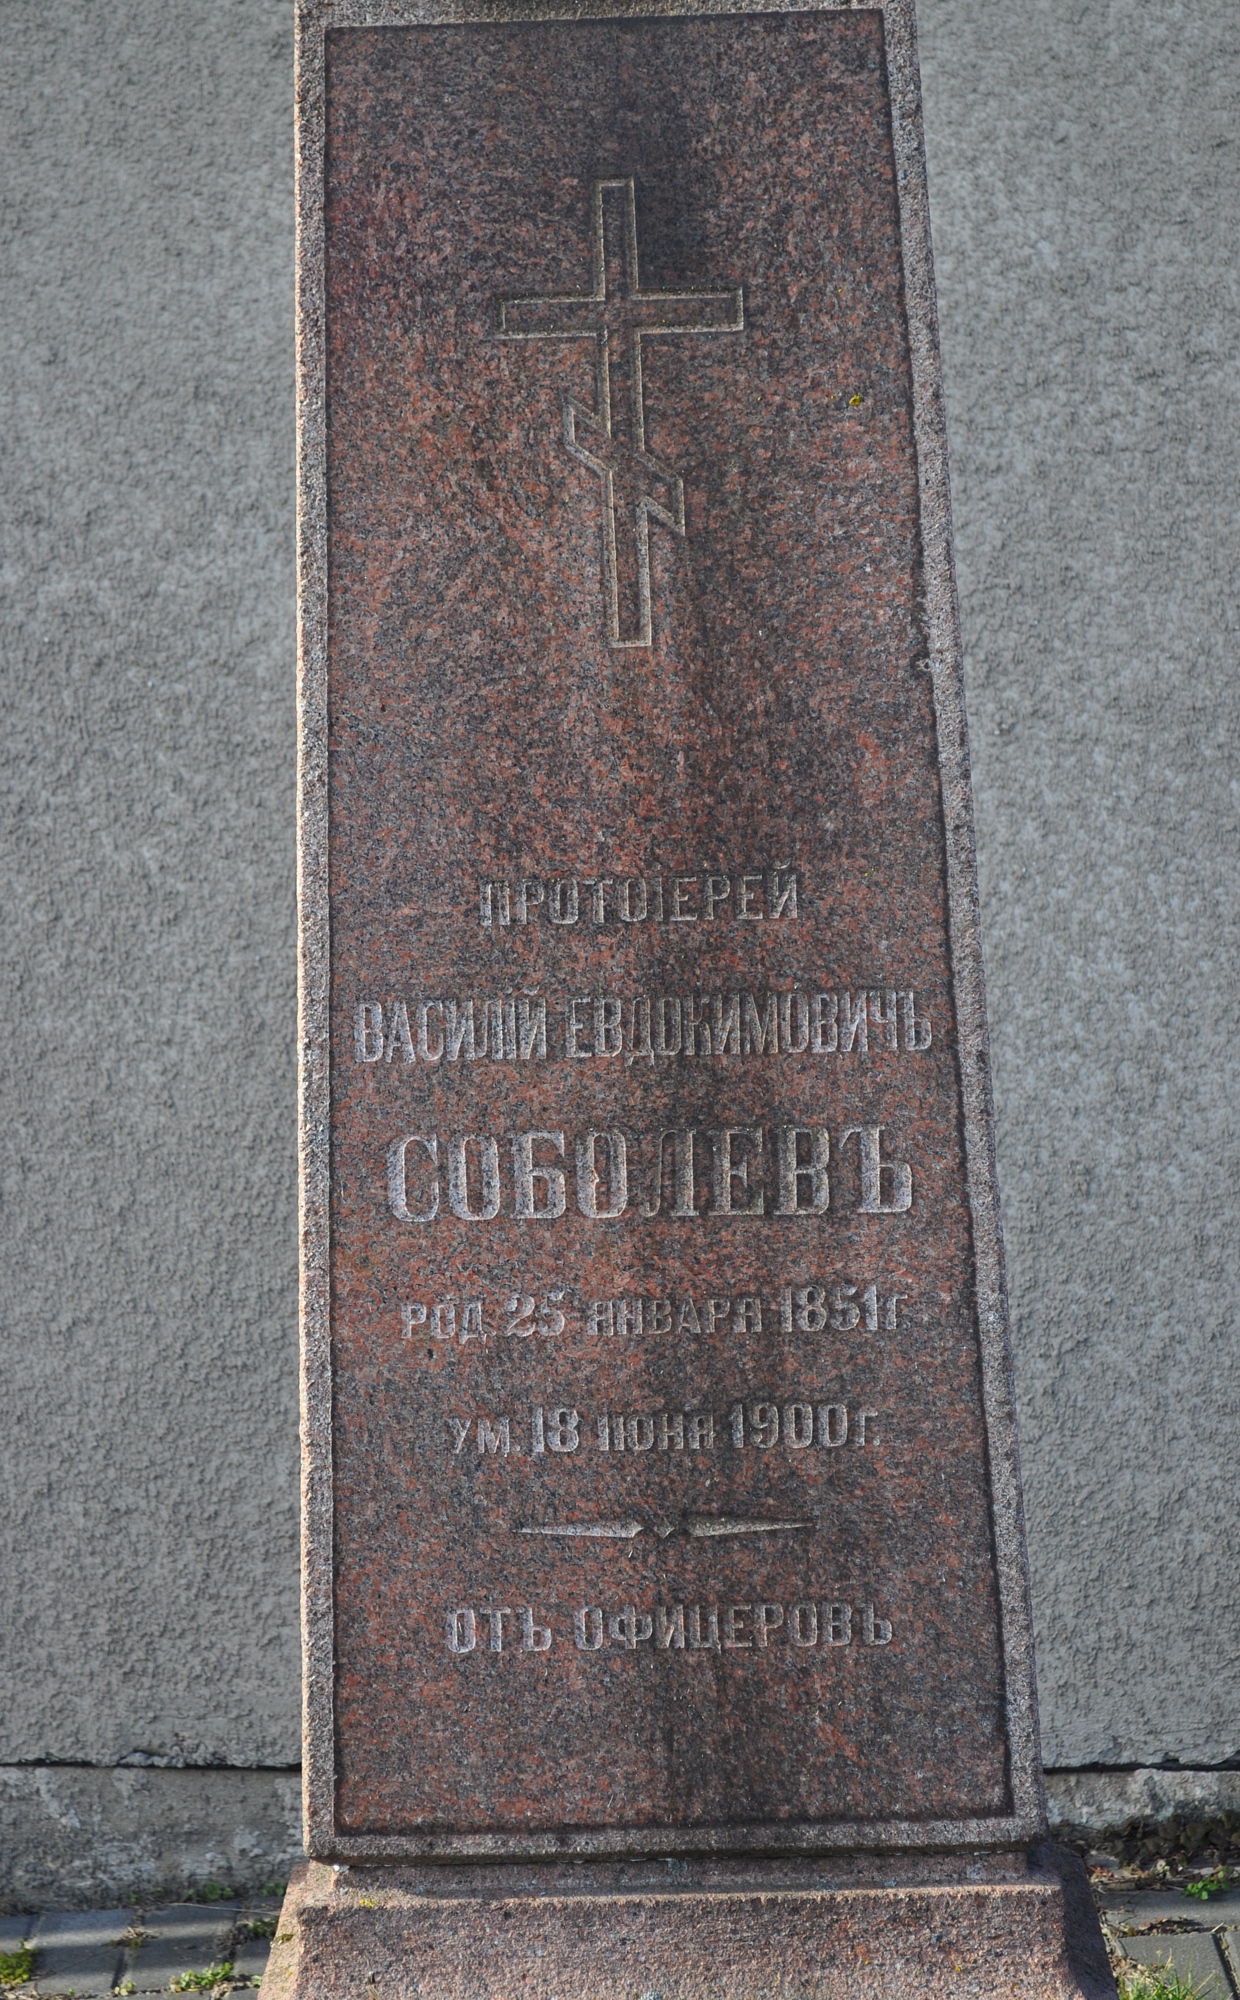 ПРОТОІЕРЕЙ
ВАСИЛІЙ ЕВДОКИМОВИЧЪ
СОБОЛЕВЪ
РОД. 25 ЯНВАРЯ 1851 Г.
УМ. 18 ІЮНЯ 1900 Г.
ОТЪ ОФИЦЕРОВЪ